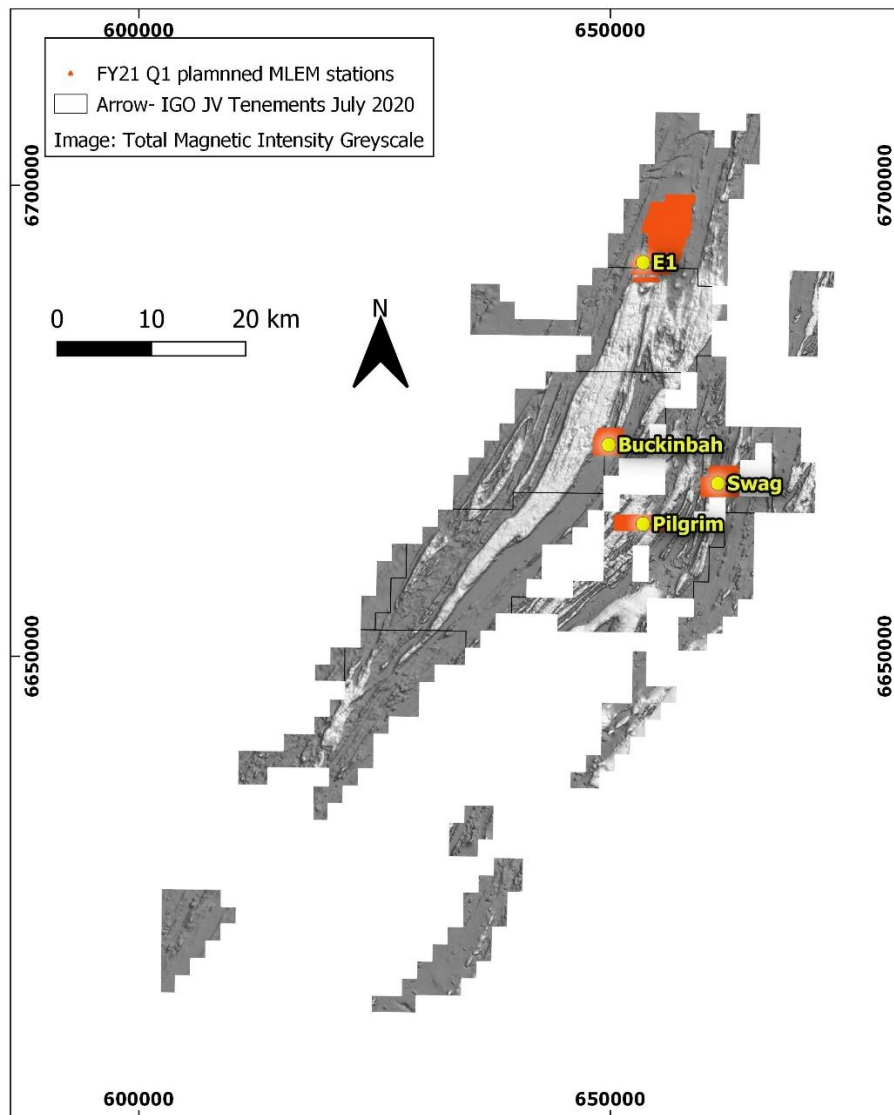 600000
650000
FY21 Q1 plamnned MLEM stations
Arrow- IGO JV Tenements July 2020
Image: Total Magnetic Intensity Greyscale
6700000
6700000
E1
N
0 10 20 km
Buckinbah
Swag
Pilgrim
6650000
6650000
600000
650000